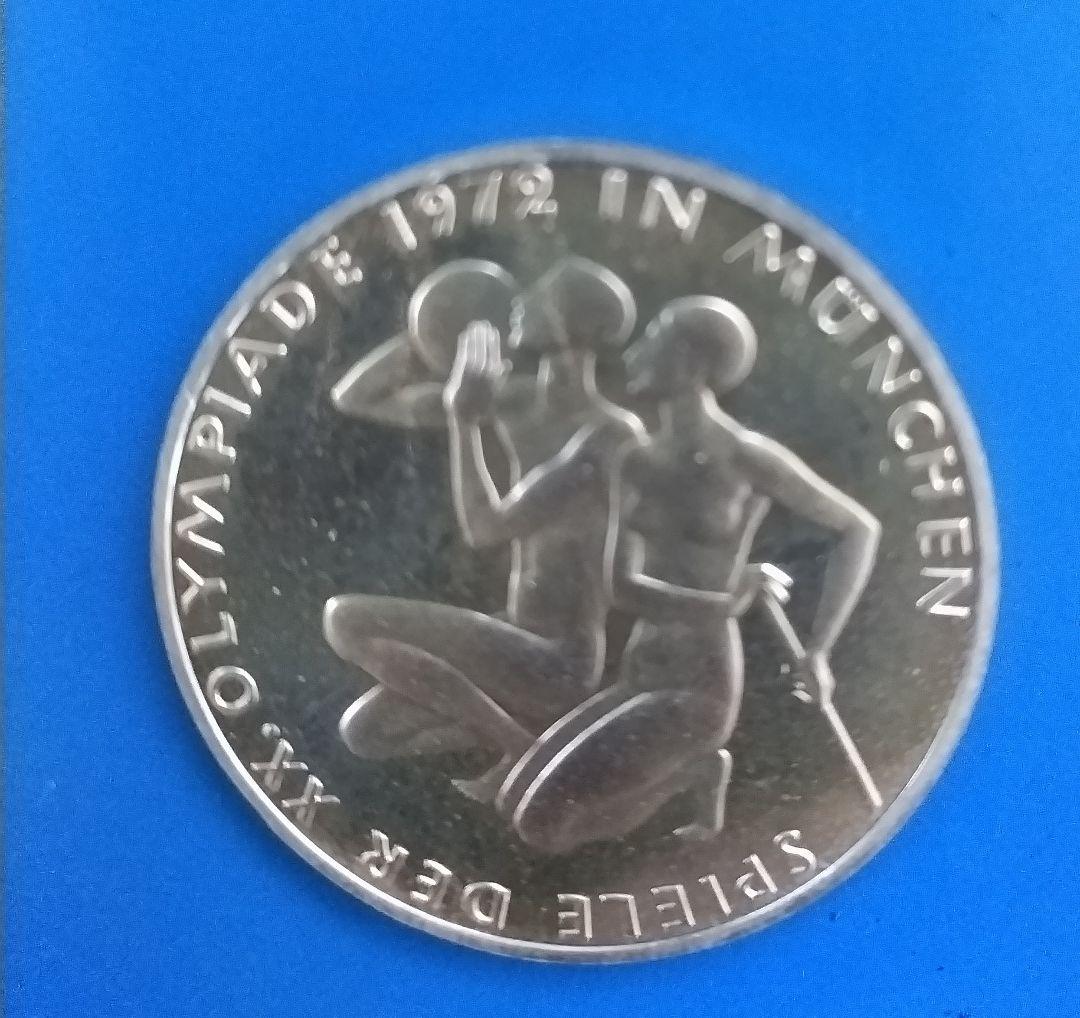 SPIELE DER XX. OLYMPIADE 1972 IN MÜNCHEN